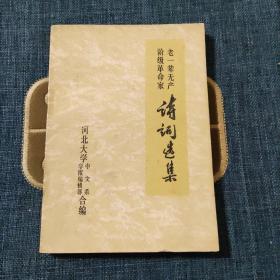 老一辈无产
阶级革命家
诗词选集
河北大学中文系
学报编辑部合编